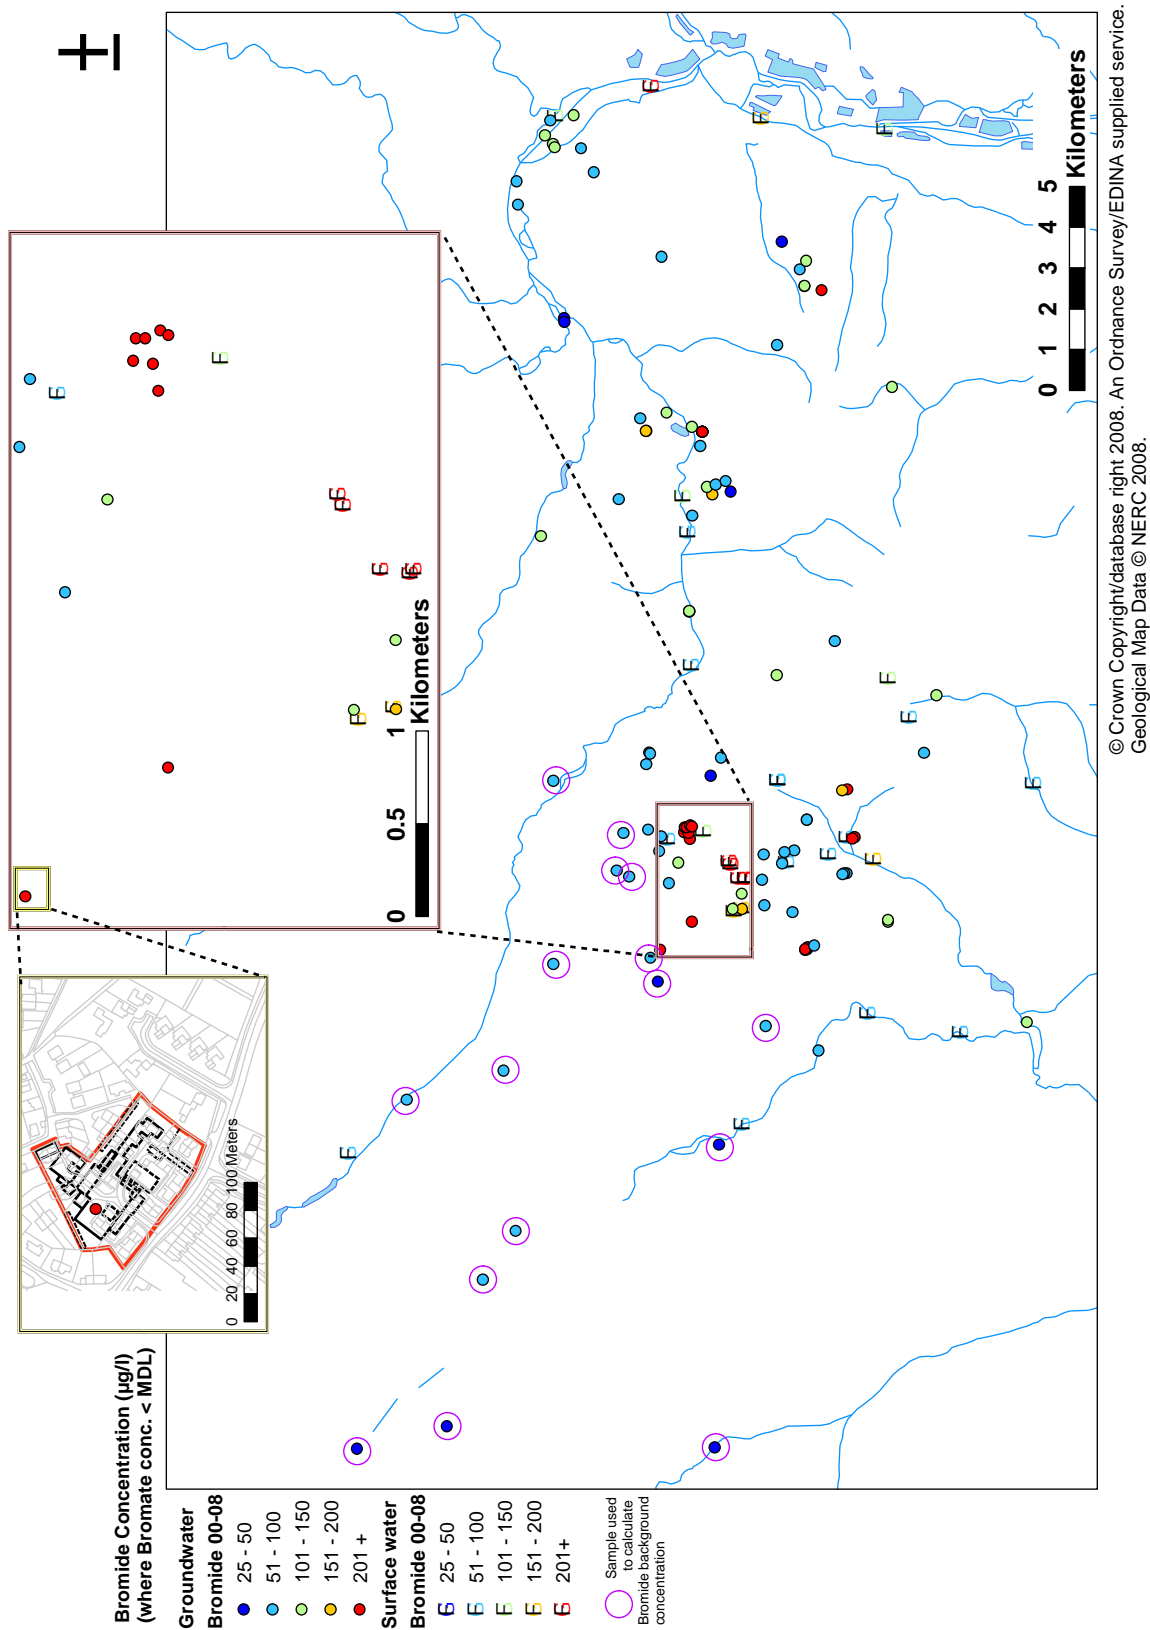 Bromide Concentration (µg/l)
(where Bromate conc. < MDL)
Groundwater
Bromide 00-08
25 - 50
51 - 100
101 - 150
151 - 200
201 +
Surface water
Bromide 00-08
25 - 50
51 - 100
101 - 150
151 - 200
201+
Sample used
to calculate
Bromide background
concentration
0 20 40 60 80 100 Meters
0 0.5 1
Kilometers
0 1 2 3 4 5
Kilometers
© Crown Copyright/database right 2008. An Ordnance Survey/EDINA supplied service.
Geological Map Data © NERC 2008.